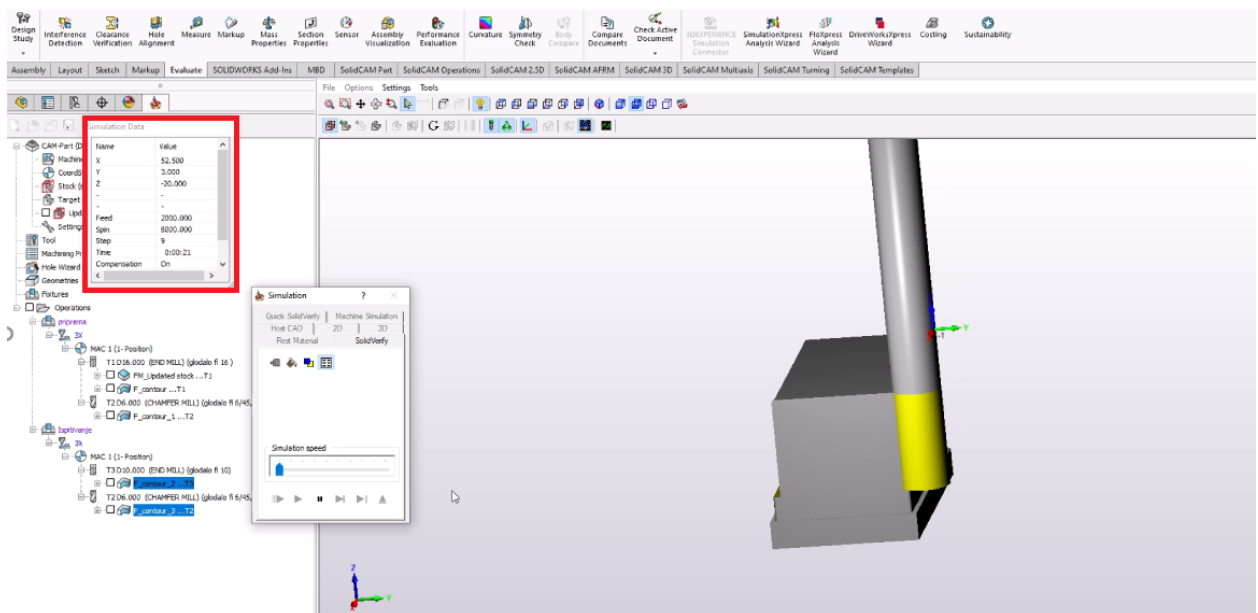 Design Study
Interference Detection
Clearance Verification
Hole Alignment
Measure
Markup
Mass Properties
Section Properties
Sensor
Assembly Visualization
Performance Evaluation
Curvature
Symmetry Check
Body Compare
Compare Documents
Check Active Document
3DEXPERIENCE Simulation Connector
SimulationXpress Analysis Wizard
FloXpress Analysis Wizard
DriveWorksXpress Wizard
Costing
Sustainability
Assembly Layout Sketch Markup Evaluate SOLIDWORKS Add-Ins MBD SolidCAM Part SolidCAM Operations SolidCAM 2.5D SolidCAM AFRM SolidCAM 3D SolidCAM Multiaxis SolidCAM Turning SolidCAM Templates
File Options Settings Tools
Simulation Data
Name Value
X 52.500
Y 3.000
Z -20.000
- -
- -
Feed 2000.000
Spin 8000.000
Step 9
Time 0:00:21
Compensation On
CAM-Part (D
Machine
CoordS
Stock (
Target
Upd
Setting
Tool
Machining Pr
Hole Wizard
Geometries
Fixtures
Operations
priprema
3X
MAC 1 (1- Position)
T1 D16.000 (END MILL) (glodalo fi 16 )
FM_Updated stock ...T1
F_contour ...T1
T2 D6.000 (CHAMFER MILL) (glodalo fi 6/45,
F_contour_1 ...T2
Ispitivanje
3X
MAC 1 (1- Position)
T3 D10.000 (END MILL) (glodalo fi 10)
F_contour_2 ...T3
T2 D6.000 (CHAMFER MILL) (glodalo fi 6/45,
F_contour_3 ...T2
Simulation ?
Quick SolidVerify Machine Simulation
Host CAD 2D 3D
Rest Material SolidVerify
Simulation speed
Z
Y
X
Y
-1